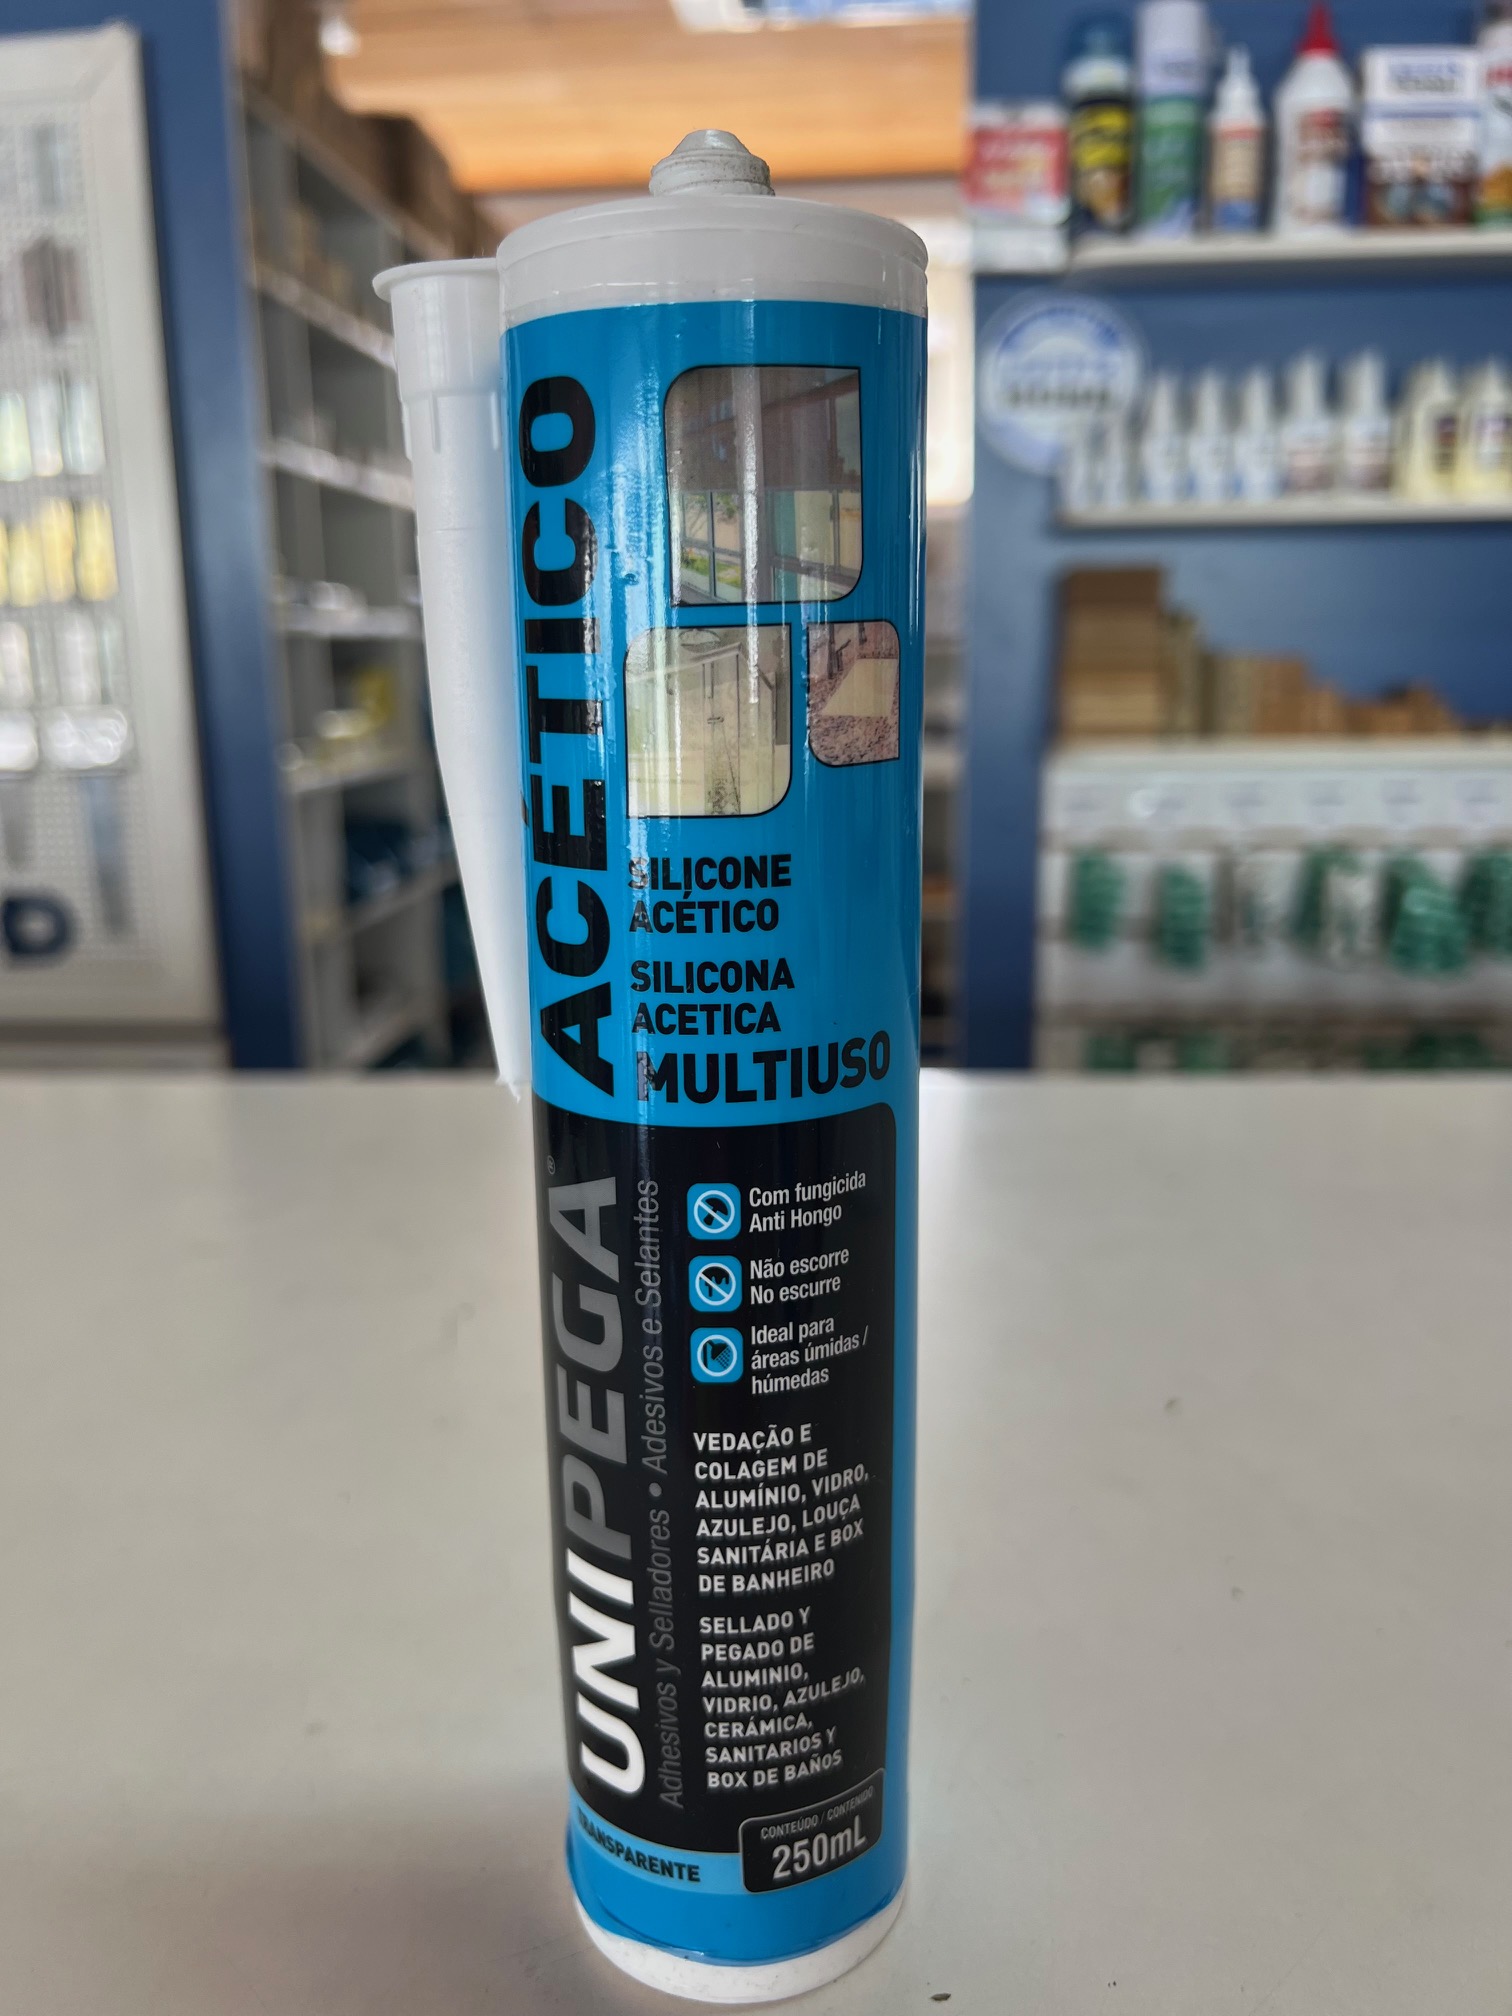 ACÉTICO
SILICONE
ACÉTICO
SILICONA
ACETICA
MULTIUSO
UNIPEGA®
Adhesivos y Selladores • Adesivos e Selantes
Com fungicida
Anti Hongo
Não escorre
No escurre
Ideal para
áreas úmidas /
húmedas
VEDAÇÃO E
COLAGEM DE
ALUMÍNIO, VIDRO,
AZULEJO, LOUÇA
SANITÁRIA E BOX
DE BANHEIRO
SELLADO Y
PEGADO DE
ALUMINIO,
VIDRIO, AZULEJO,
CERÁMICA,
SANITARIOS Y
BOX DE BAÑOS
TRANSPARENTE
CONTEÚDO / CONTENIDO
250mL